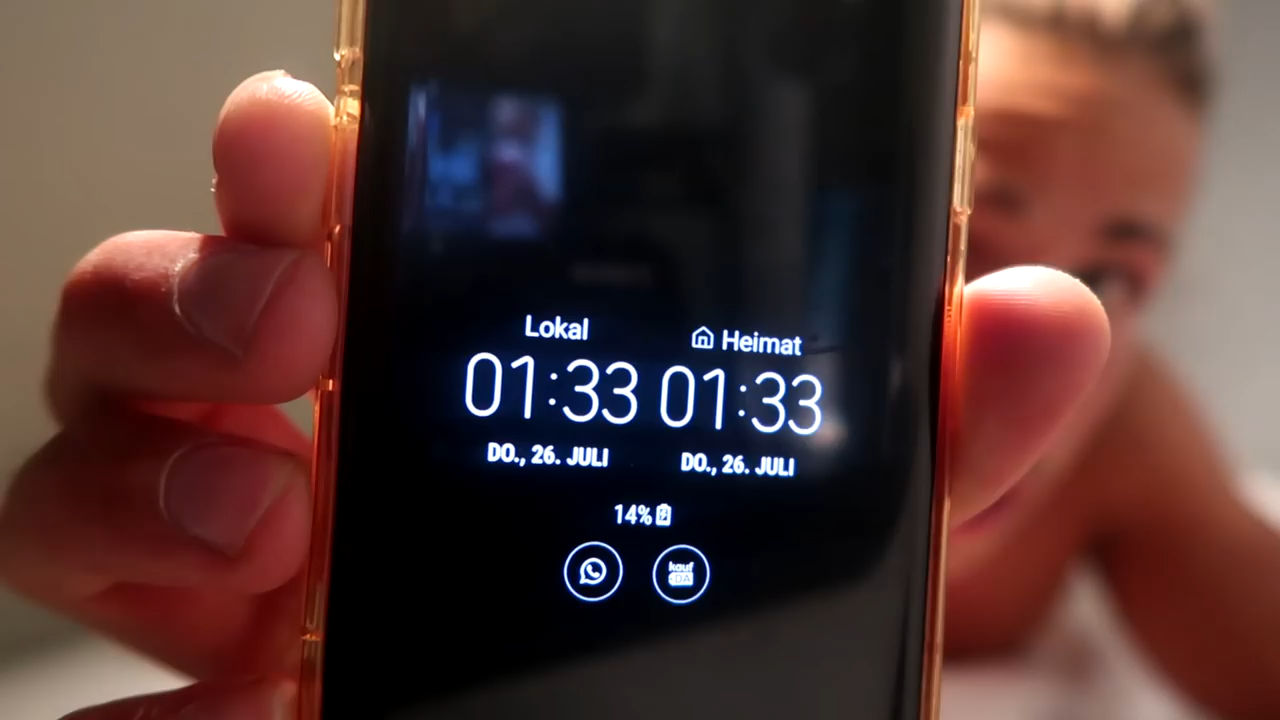 Lokal
Heimat
01:33
01:33
DO., 26. JULI
DO., 26. JULI
14%
kauf
DA